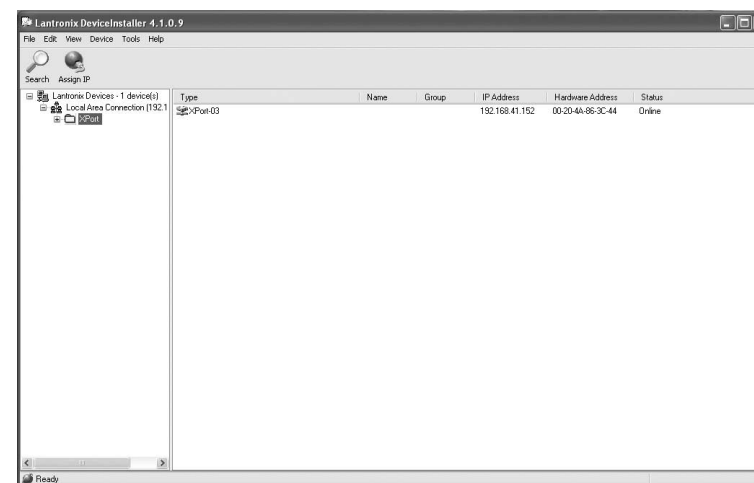 Lantronix DeviceInstaller 4.1.0.9
File Edit View Device Tools Help
Search Assign IP
Lantronix Devices - 1 device(s)
Local Area Connection (192.1
XPort
Type Name Group IP Address Hardware Address Status
XPort-03 192.168.41.152 00-20-4A-86-3C-44 Online
Ready